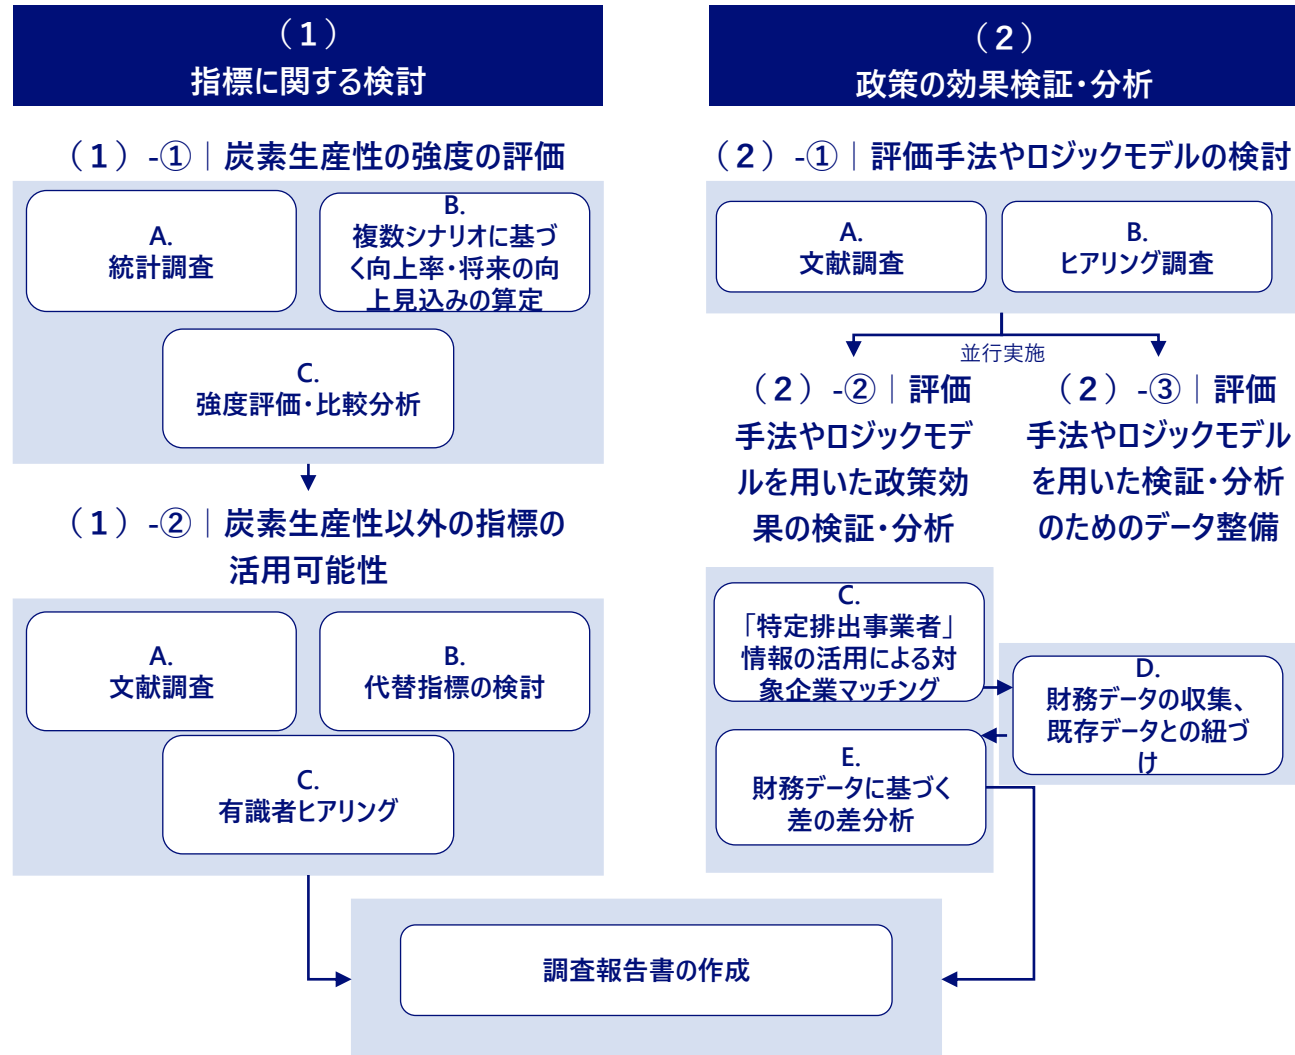 （1）
指標に関する検討
（1）-①｜炭素生産性の強度の評価
A.
統計調査
B.
複数シナリオに基づ
く向上率・将来の向
上見込みの算定
C.
強度評価・比較分析
（1）-②｜炭素生産性以外の指標の
活用可能性
A.
文献調査
B.
代替指標の検討
C.
有識者ヒアリング
（2）
政策の効果検証・分析
（2）-①｜評価手法やロジックモデルの検討
A.
文献調査
B.
ヒアリング調査
並行実施
（2）-②｜評価
手法やロジックモデ
ルを用いた政策効
果の検証・分析
（2）-③｜評価
手法やロジックモデル
を用いた検証・分析
のためのデータ整備
C.
「特定排出事業者」
情報の活用による対
象企業マッチング
D.
財務データの収集、
既存データとの紐づ
け
E.
財務データに基づく
差の差分析
調査報告書の作成